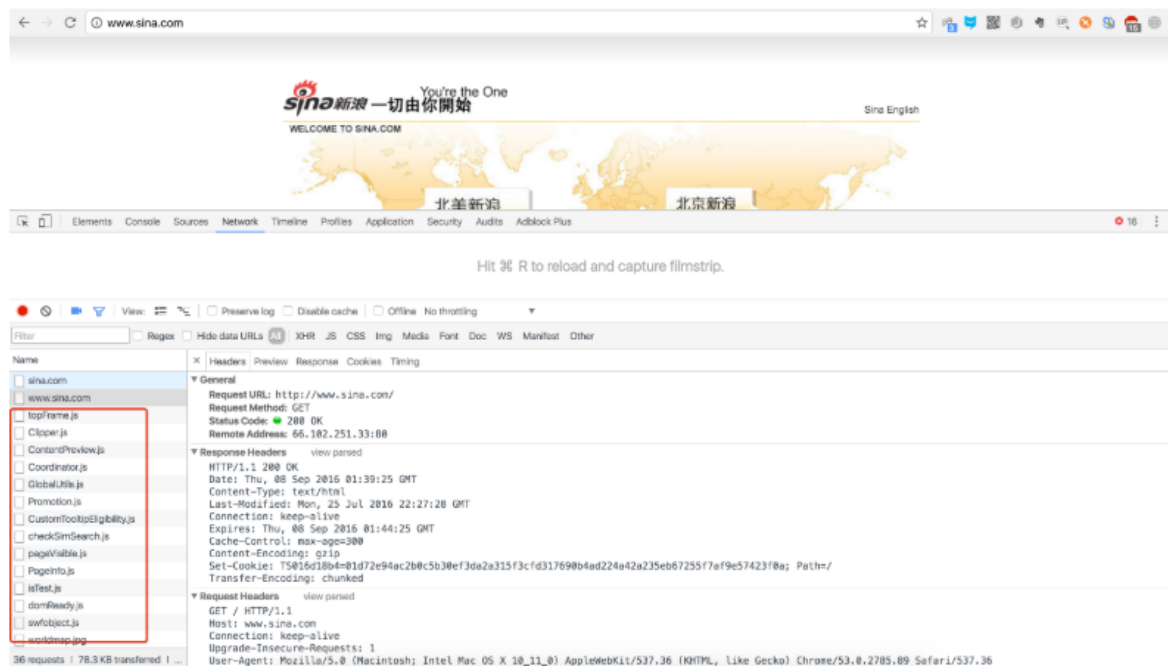 www.sina.com
3
15
sina新浪 一切由你開始
You're the One
Sina English
WELCOME TO SINA.COM
北美新浪
北京新浪
Elements Console Sources Network Timeline Profiles Application Security Audits Adblock Plus
16
Hit ⌘ R to reload and capture filmstrip.
View: Preserve log Disable cache Offline No throttling
Filter Regex Hide data URLs All XHR JS CSS Img Media Font Doc WS Manifest Other
Name
× Headers Preview Response Cookies Timing
sina.com
www.sina.com
topFrame.js
Clipper.js
ContentPreview.js
Coordinator.js
GlobalUtils.js
Promotion.js
CustomTooltipEligibility.js
checkSimSearch.js
pageVisible.js
PageInfo.js
isTest.js
domReady.js
swfobject.js
worldmap.jpg
36 requests | 78.3 KB transferred | ...
▼ General
Request URL: http://www.sina.com/
Request Method: GET
Status Code: 200 OK
Remote Address: 66.102.251.33:80
▼ Response Headers view parsed
HTTP/1.1 200 OK
Date: Thu, 08 Sep 2016 01:39:25 GMT
Content-Type: text/html
Last-Modified: Mon, 25 Jul 2016 22:27:28 GMT
Connection: keep-alive
Expires: Thu, 08 Sep 2016 01:44:25 GMT
Cache-Control: max-age=300
Content-Encoding: gzip
Set-Cookie: TS016d18b4=01d72e94ac2b0c5b30ef3da2a315f3cfd317690b4ad224a42a235eb67255f7af9e57423f0a; Path=/
Transfer-Encoding: chunked
▼ Request Headers view parsed
GET / HTTP/1.1
Host: www.sina.com
Connection: keep-alive
Upgrade-Insecure-Requests: 1
User-Agent: Mozilla/5.0 (Macintosh; Intel Mac OS X 10_11_0) AppleWebKit/537.36 (KHTML, like Gecko) Chrome/53.0.2785.89 Safari/537.36